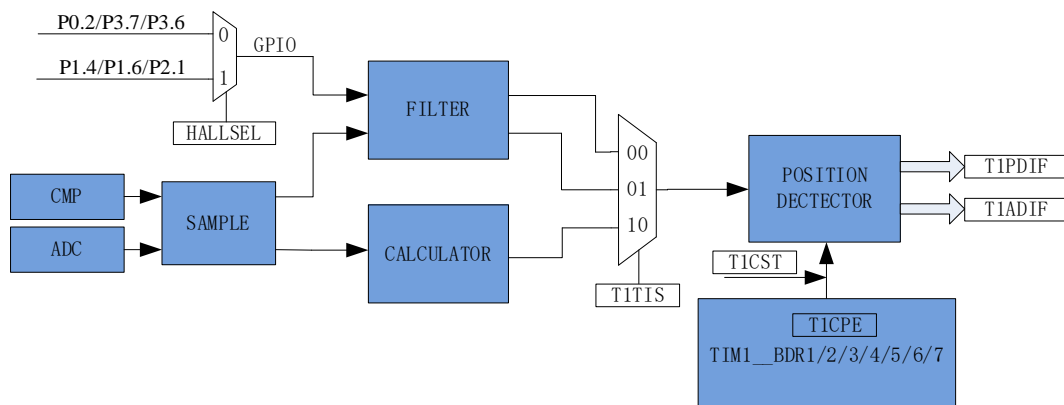 P0.2/P3.7/P3.6
0
GPIO
P1.4/P1.6/P2.1
1
HALLSEL
FILTER
CMP
ADC
SAMPLE
CALCULATOR
00
01
10
T1TIS
POSITION
DECTECTOR
T1PDIF
T1ADIF
T1CST
T1CPE
TIM1__BDR1/2/3/4/5/6/7